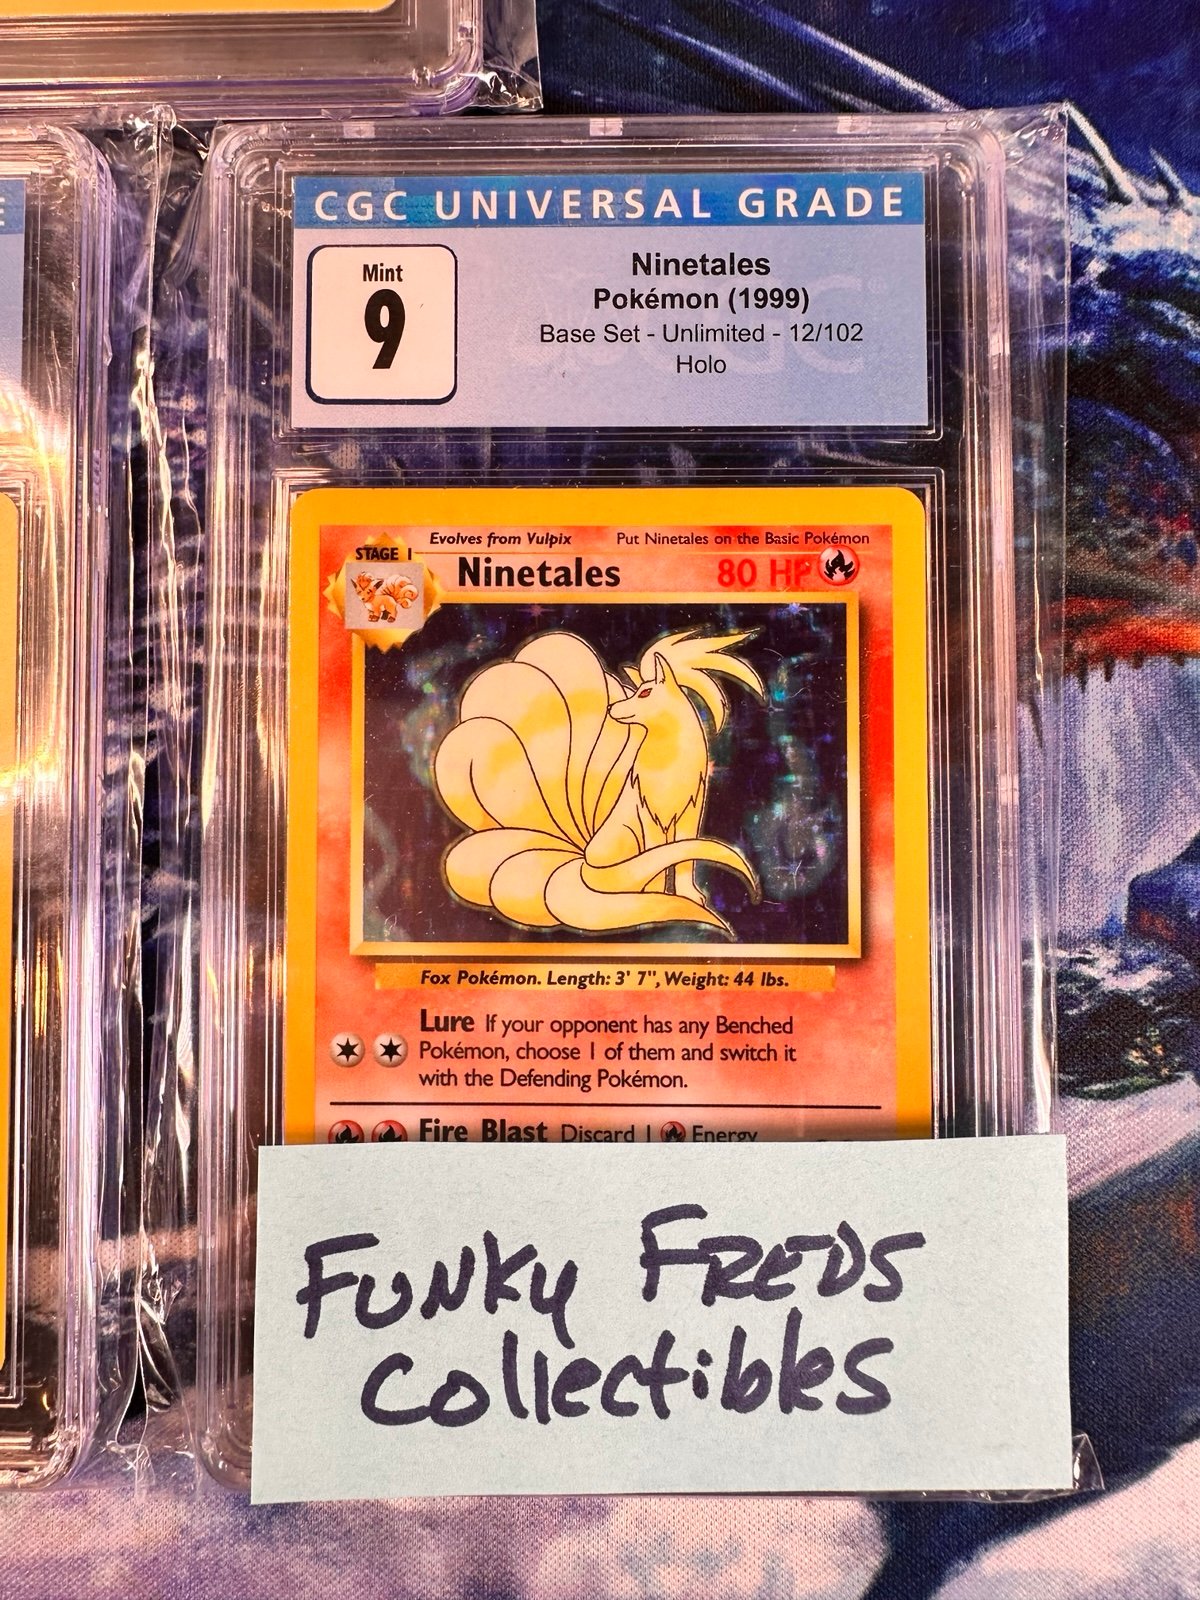 E
CGC UNIVERSAL GRADE
Mint
9
Ninetales
Pokémon (1999)
Base Set - Unlimited - 12/102
Holo
Evolves from Vulpix Put Ninetales on the Basic Pokémon
STAGE 1
Ninetales 80 HP
Fox Pokémon. Length: 3' 7", Weight: 44 lbs.
Lure If your opponent has any Benched
Pokémon, choose 1 of them and switch it
with the Defending Pokémon.
Fire Blast Discard 1 Energy
Funky Freds
Collectibles